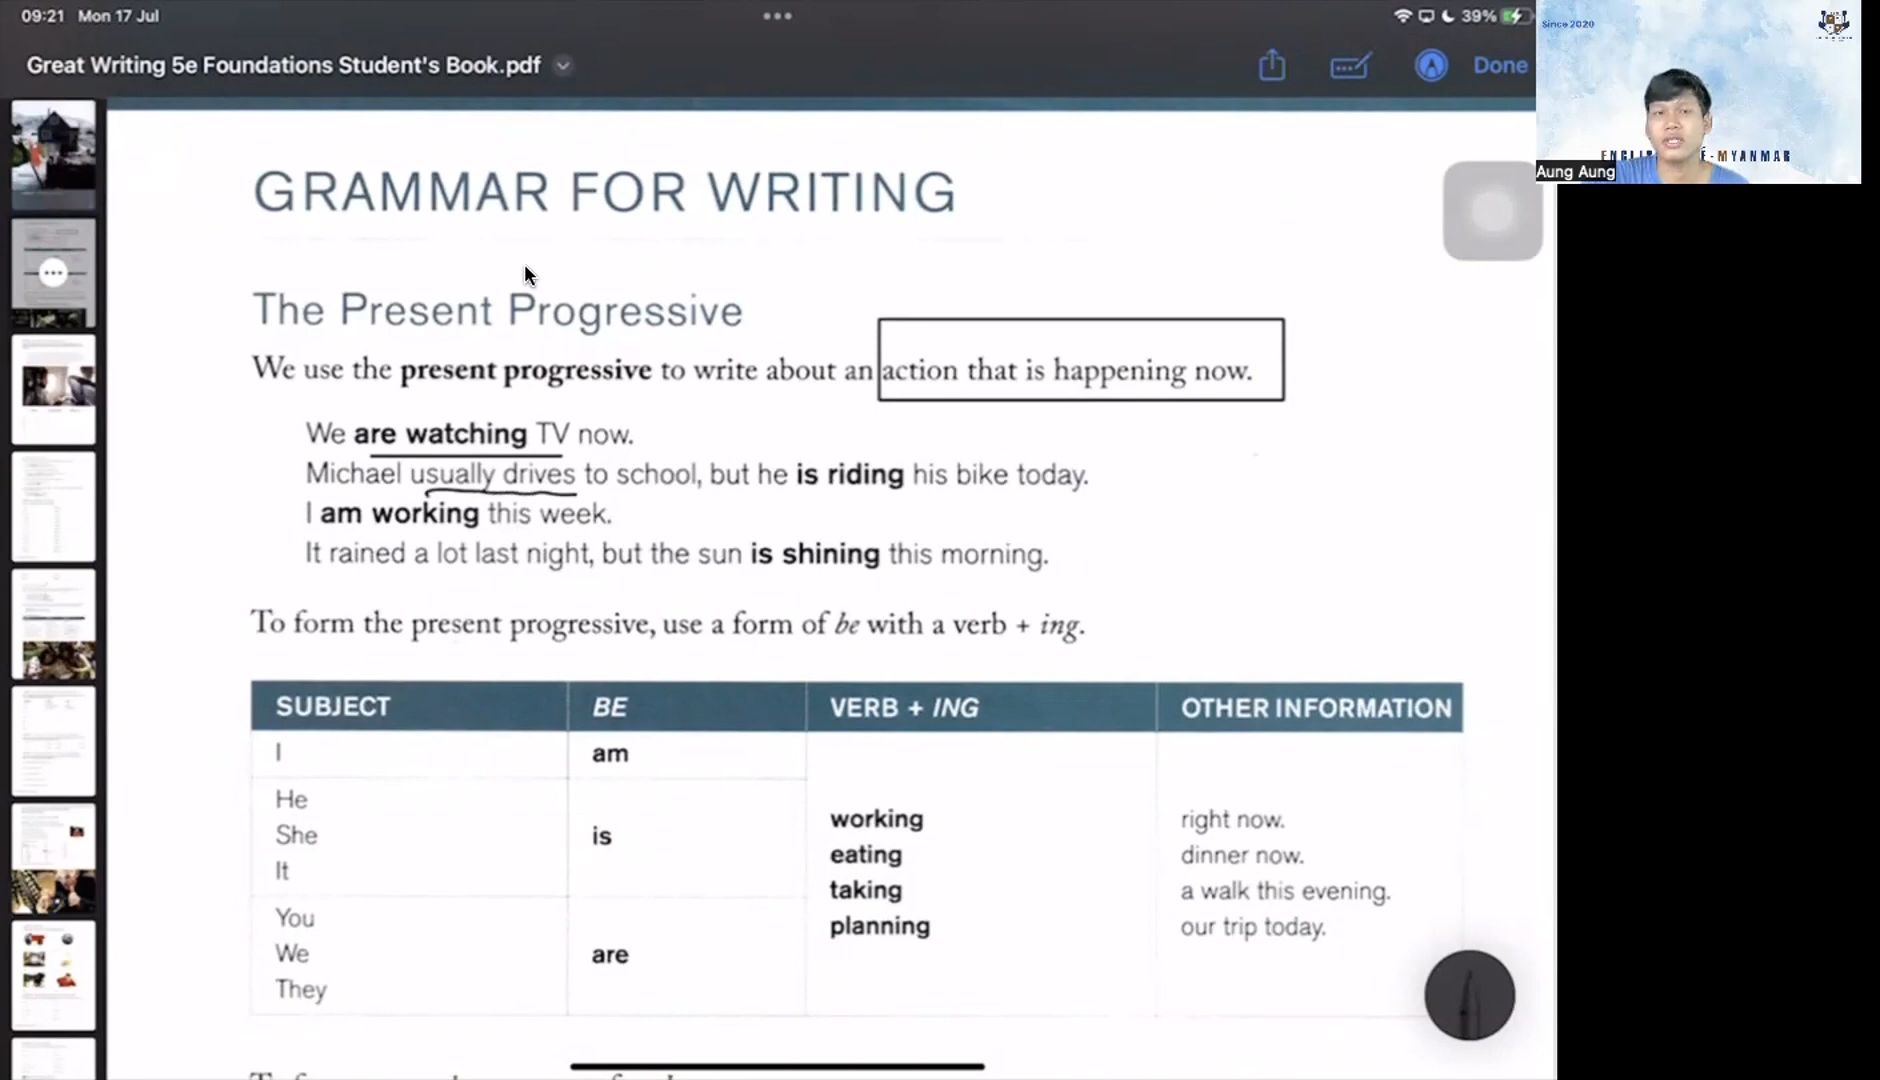 09:21 Mon 17 Jul
39%
Great Writing 5e Foundations Student's Book.pdf
Done
Since 2020
Aung Aung
GRAMMAR FOR WRITING
The Present Progressive
We use the present progressive to write about an action that is happening now.
We are watching TV now.
Michael usually drives to school, but he is riding his bike today.
I am working this week.
It rained a lot last night, but the sun is shining this morning.
To form the present progressive, use a form of be with a verb + ing.
SUBJECT BE VERB + ING OTHER INFORMATION
I am
He
She is
It
working right now.
eating dinner now.
taking a walk this evening.
planning our trip today.
You
We are
They